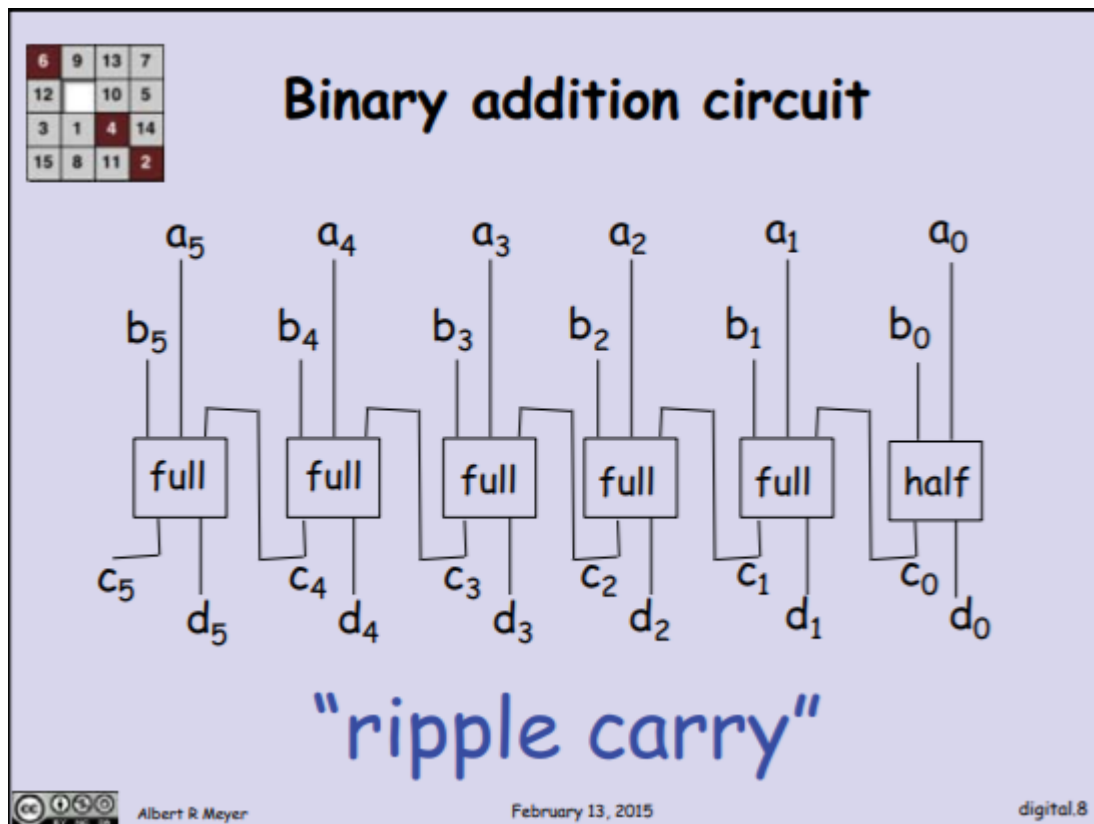 6 9 13 7
12 10 5
3 1 4 14
15 8 11 2
Binary addition circuit
a₅ a₄ a₃ a₂ a₁ a₀
b₅ b₄ b₃ b₂ b₁ b₀
full full full full full half
c₅ c₄ c₃ c₂ c₁ c₀
d₅ d₄ d₃ d₂ d₁ d₀
“ripple carry”
cc
Albert R Meyer February 13, 2015 digital.8